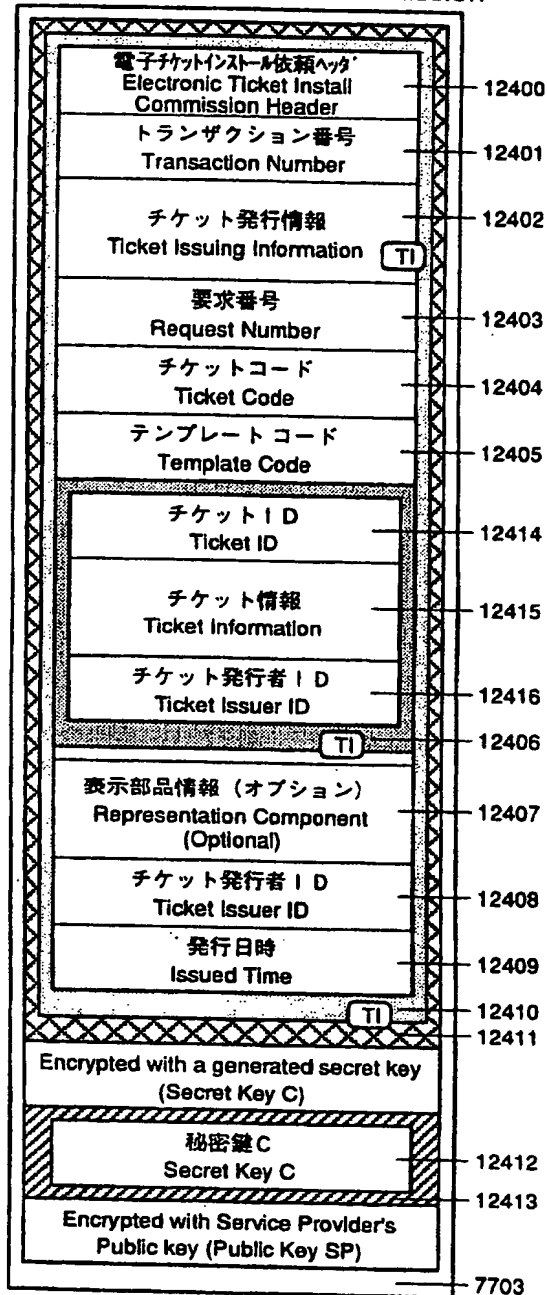 電子チケットインストール依頼ヘッダ
Electronic Ticket Install
Commission Header
12400
トランザクション番号
Transaction Number
12401
チケット発行情報
Ticket Issuing Information
TI
12402
要求番号
Request Number
12403
チケットコード
Ticket Code
12404
テンプレートコード
Template Code
12405
チケットID
Ticket ID
12414
チケット情報
Ticket Information
12415
チケット発行者ID
Ticket Issuer ID
12416
TI
12406
表示部品情報（オプション）
Representation Component
(Optional)
12407
チケット発行者ID
Ticket Issuer ID
12408
発行日時
Issued Time
12409
TI
12410
12411
Encrypted with a generated secret key
(Secret Key C)
秘密鍵C
Secret Key C
12412
12413
Encrypted with Service Provider's
Public key (Public Key SP)
7703